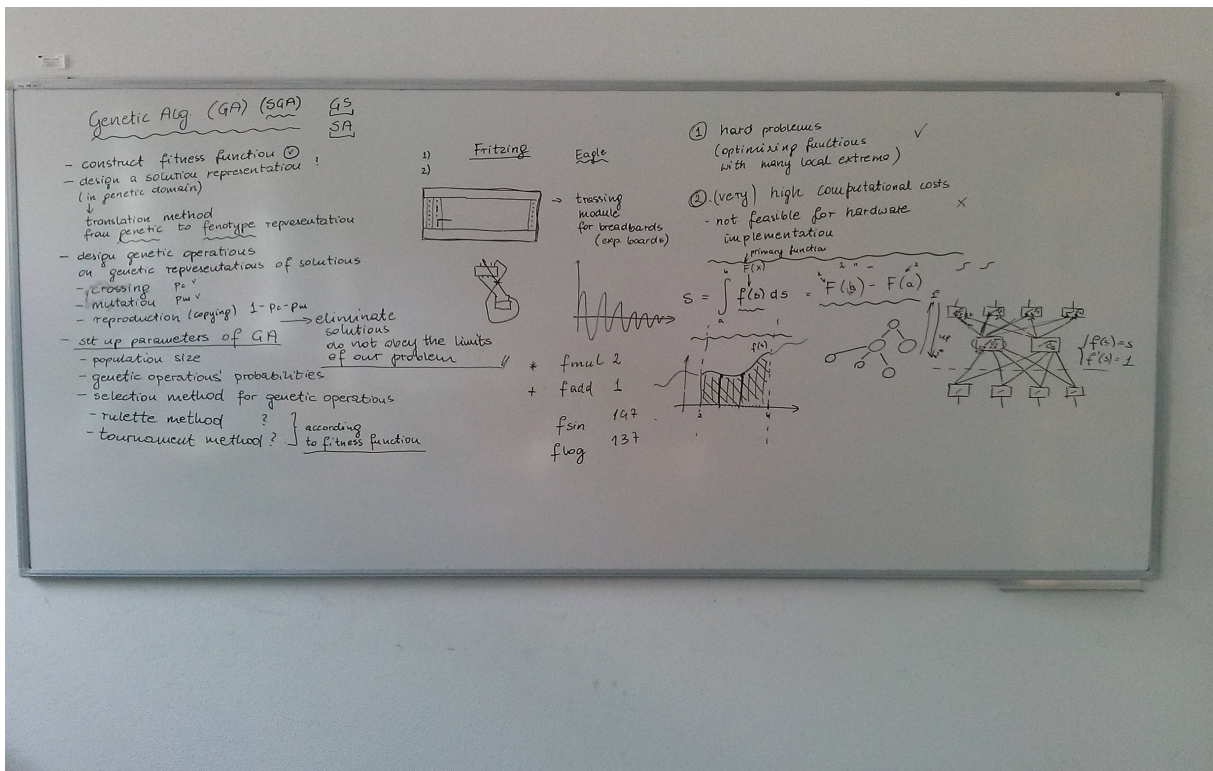 Genetic Alg. (GA) (SGA)
GS
SA
- construct fitness function
- design a solution representation !
(in genetic domain)
↓
translation method
from genetic to fenotype representation
- design genetic operations
on genetic representations of solutions
- crossing pc
- mutation pm
- reproduction (copying) 1-pc-pm
→ eliminate
solutions
do not obey the limits
of our problem
- set up parameters of GA
- population size
- genetic operations' probabilities
- selection method for genetic operations
- rulette method ?
- tournament method ?
according
to fitness function
1)
2)
Fritzing
Eagle
→ trassing
module
for breadbards
(exp. boards)
* fmul 2
+ fadd 1
fsin 147
flog 137
① hard problems ✓
(optimising functions
with many local extreme)
② (very) high computational costs
- not feasible for hardware x
implementation
primary function
F(x)
S = ∫ f(s) ds = F(b) - F(a)
b
a
f(s)
f(s)=s
f'(s)=1